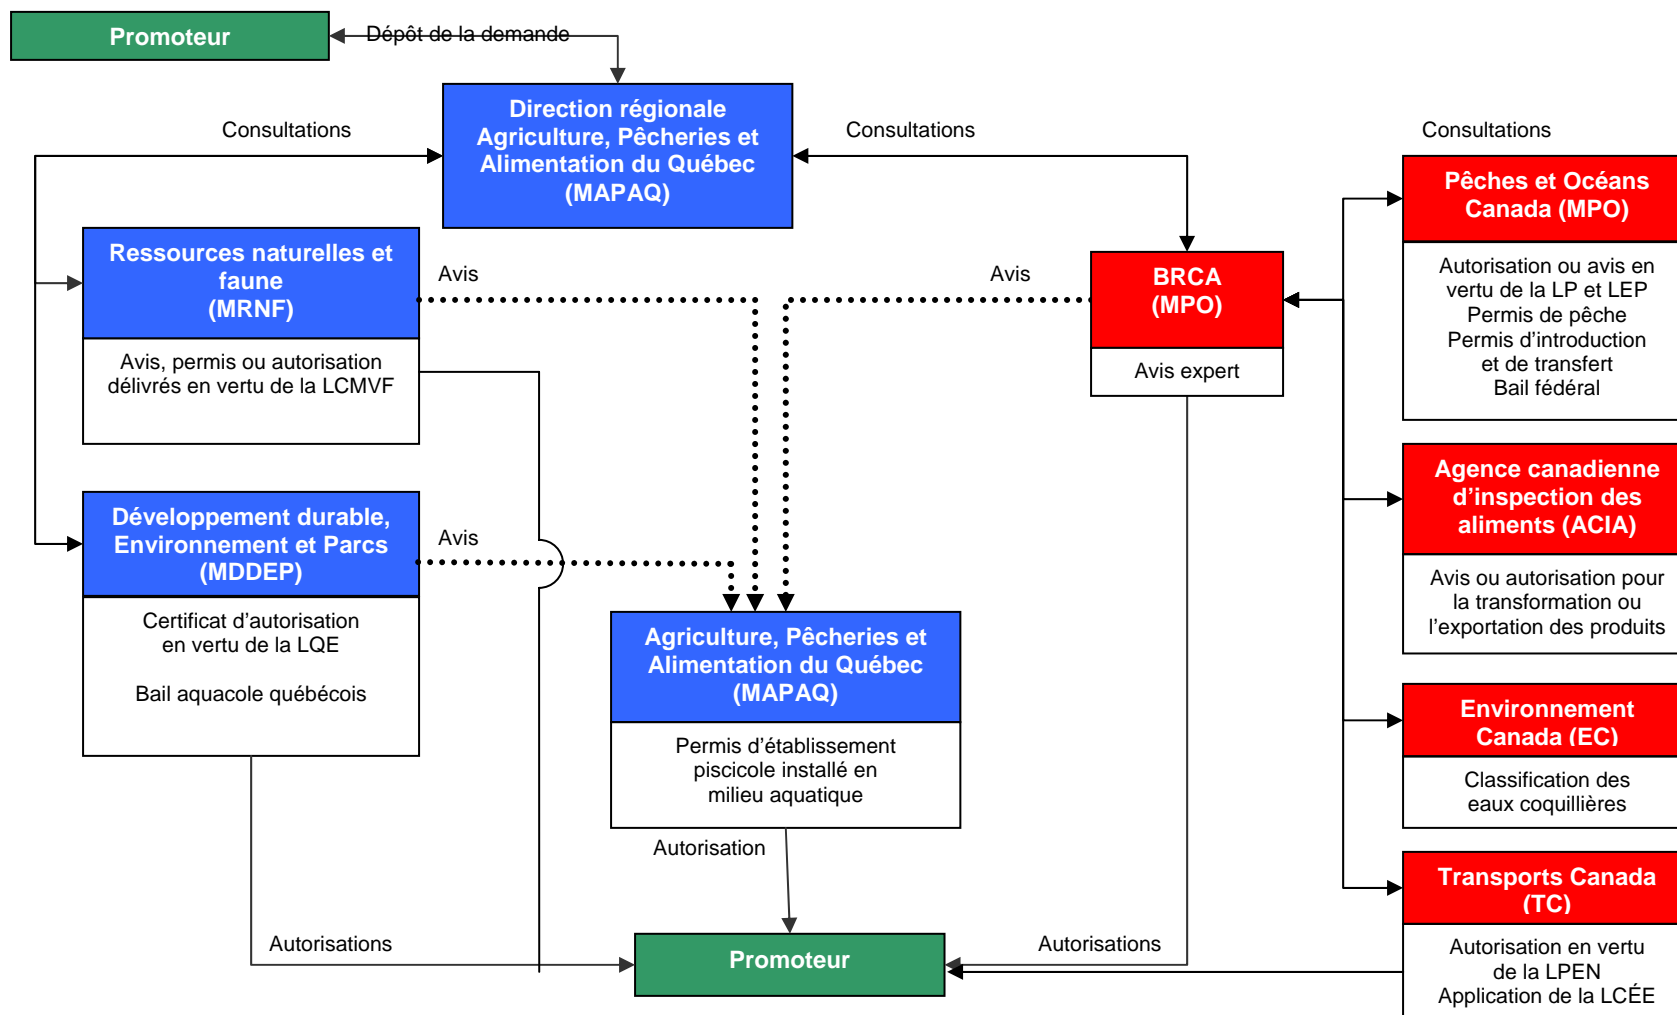 Promoteur
Dépôt de la demande
Direction régionale
Agriculture, Pêcheries et
Alimentation du Québec
(MAPAQ)
Consultations
Consultations
Consultations
Ressources naturelles et
faune
(MRNF)
Avis, permis ou autorisation
délivrés en vertu de la LCMVF
Avis
Avis
BRCA
(MPO)
Avis expert
Pêches et Océans
Canada (MPO)
Autorisation ou avis en
vertu de la LP et LEP
Permis de pêche
Permis d’introduction
et de transfert
Bail fédéral
Développement durable,
Environnement et Parcs
(MDDEP)
Certificat d’autorisation
en vertu de la LQE
Bail aquacole québécois
Avis
Agence canadienne
d’inspection des
aliments (ACIA)
Avis ou autorisation pour
la transformation ou
l’exportation des produits
Agriculture, Pêcheries et
Alimentation du Québec
(MAPAQ)
Permis d’établissement
piscicole installé en
milieu aquatique
Environnement
Canada (EC)
Classification des
eaux coquillières
Autorisation
Transports Canada
(TC)
Autorisation en vertu
de la LPEN
Application de la LCÉE
Autorisations
Promoteur
Autorisations